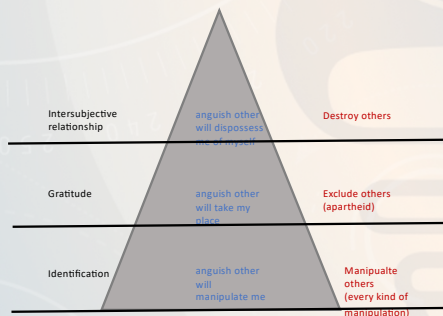 Intersubjective
relationship
anguish other
will dispossess
me of myself
Destroy others
Gratitude
anguish other
will take my
place
Exclude others
(apartheid)
Identification
anguish other
will
manipulate me
Manipualte
others
(every kind of
manipulation)